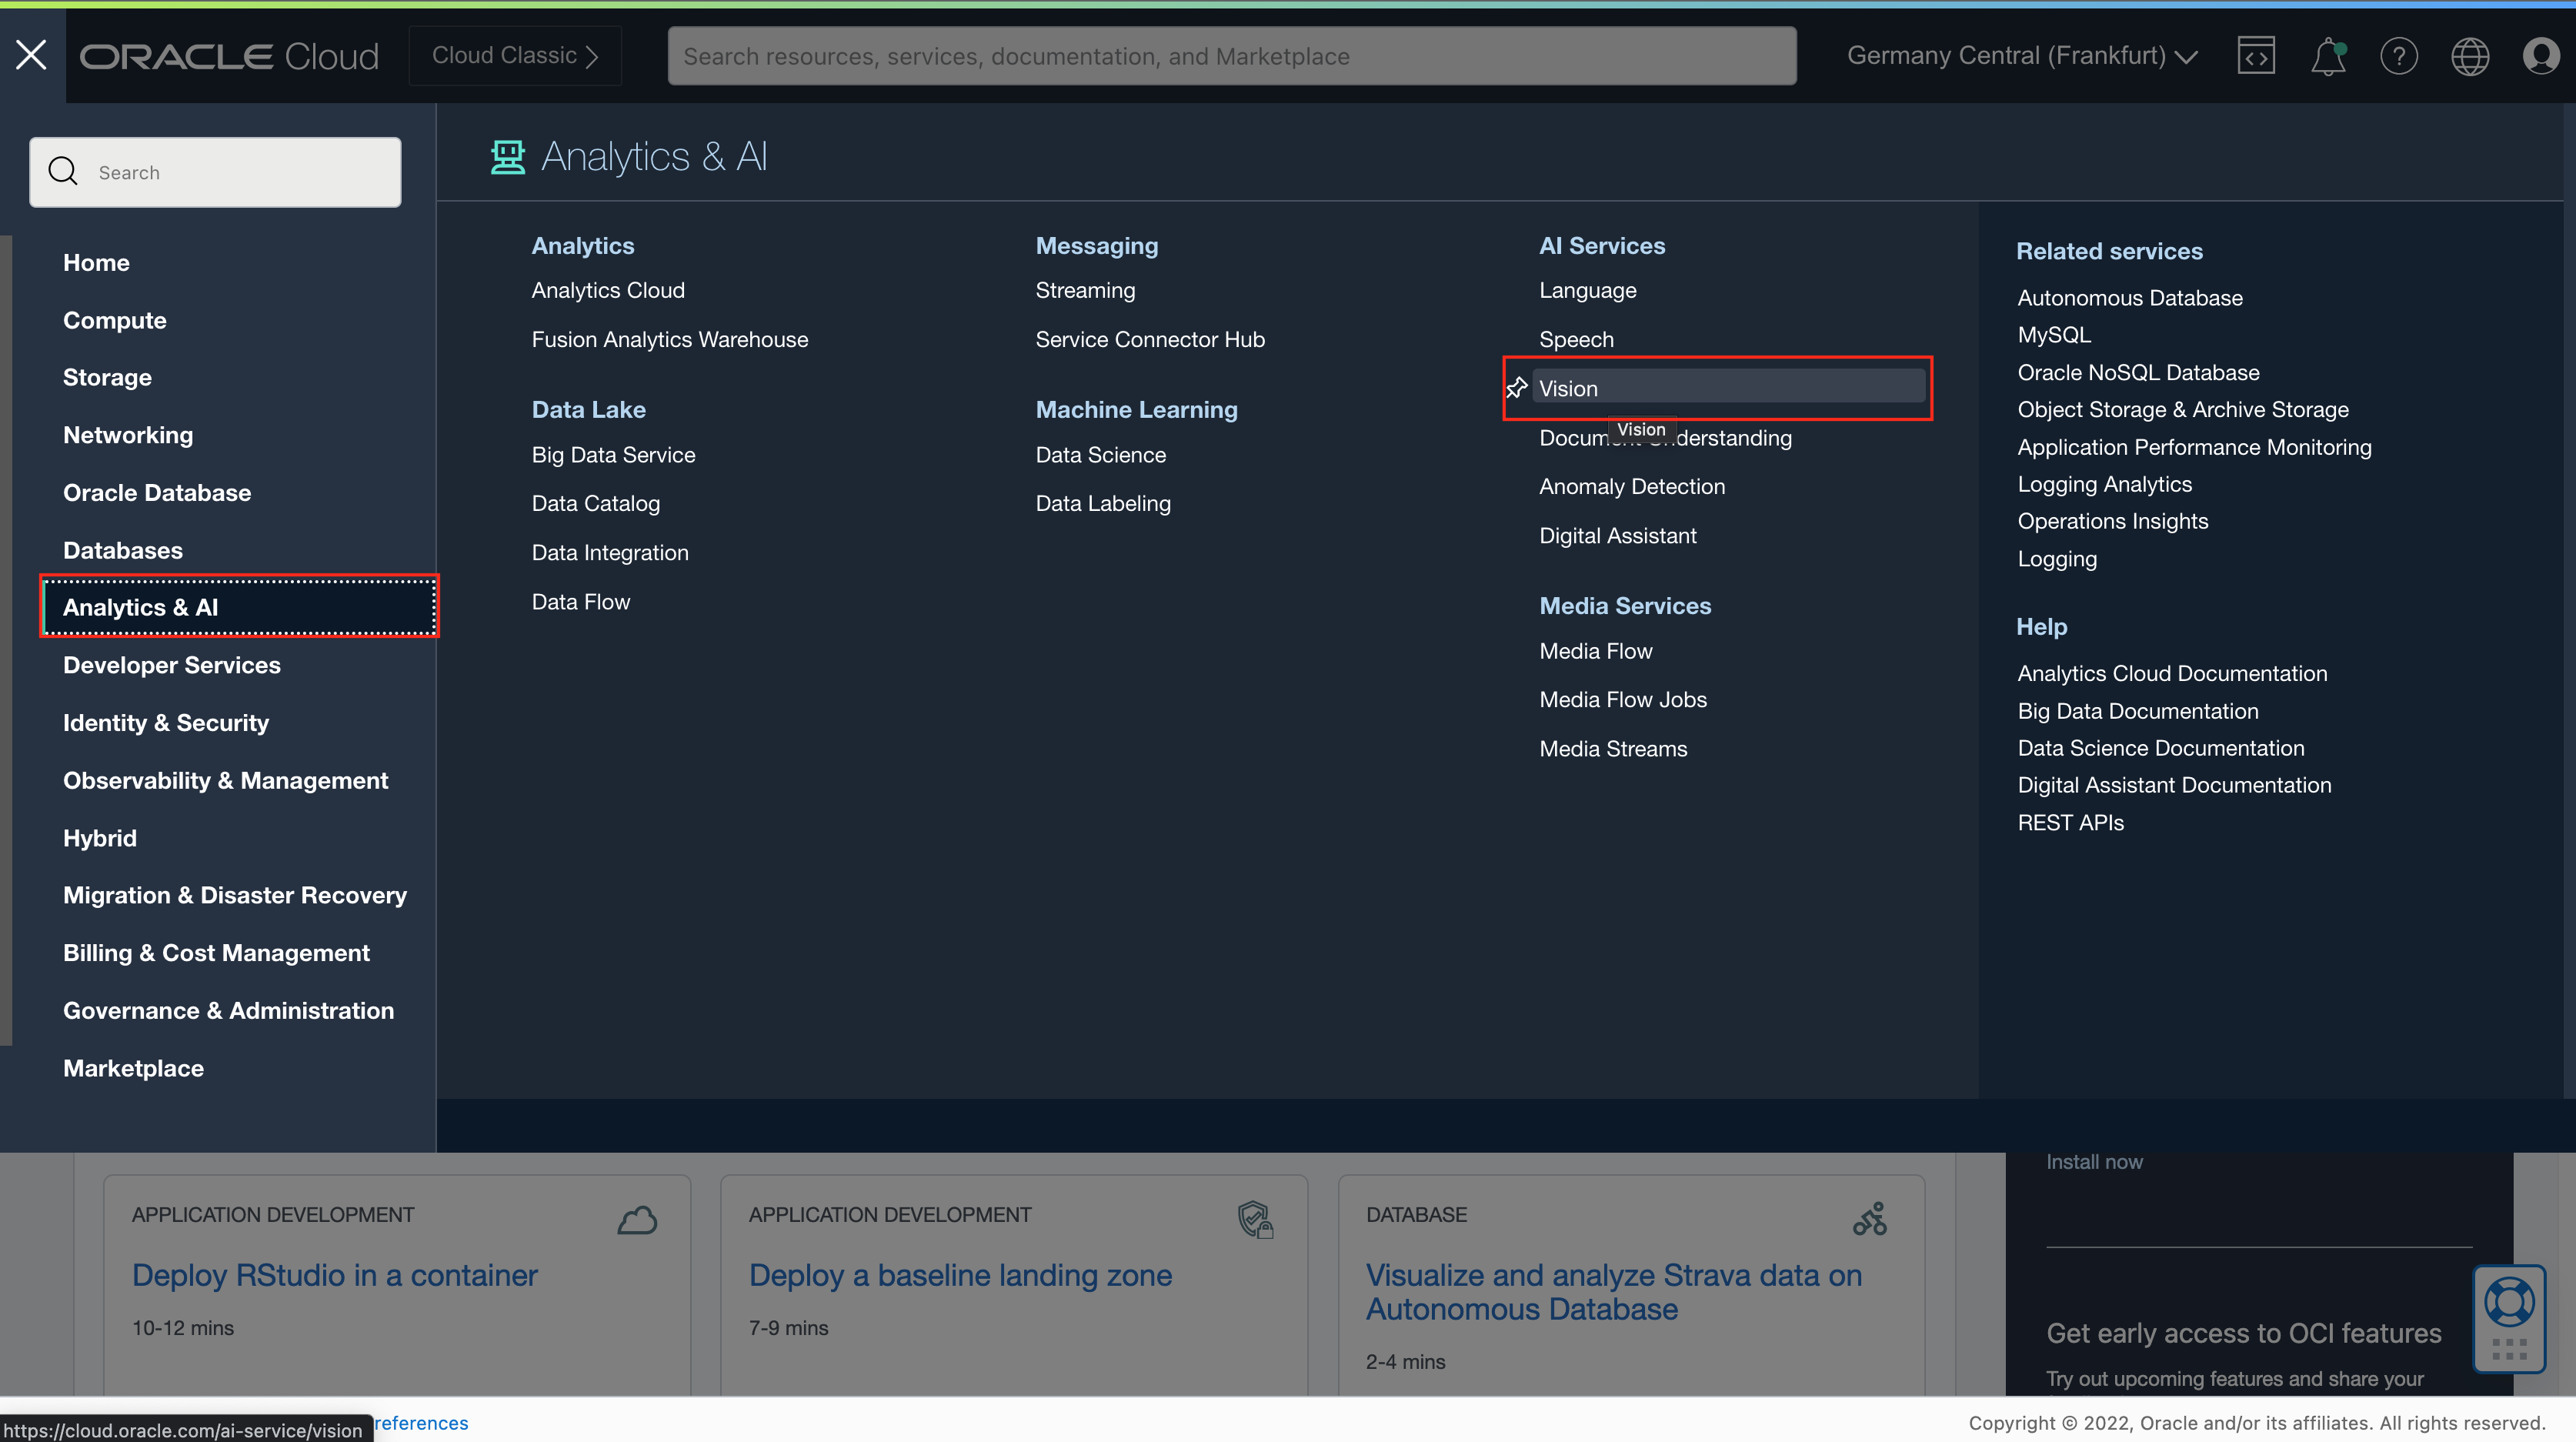 ORACLE Cloud
Cloud Classic
Search resources, services, documentation, and Marketplace
Germany Central (Frankfurt)
Search
Home
Compute
Storage
Networking
Oracle Database
Databases
Analytics & AI
Developer Services
Identity & Security
Observability & Management
Hybrid
Migration & Disaster Recovery
Billing & Cost Management
Governance & Administration
Marketplace
Analytics & AI
Analytics
Analytics Cloud
Fusion Analytics Warehouse
Data Lake
Big Data Service
Data Catalog
Data Integration
Data Flow
Messaging
Streaming
Service Connector Hub
Machine Learning
Data Science
Data Labeling
AI Services
Language
Speech
Vision
Vision
Docum derstanding
Anomaly Detection
Digital Assistant
Media Services
Media Flow
Media Flow Jobs
Media Streams
Related services
Autonomous Database
MySQL
Oracle NoSQL Database
Object Storage & Archive Storage
Application Performance Monitoring
Logging Analytics
Operations Insights
Logging
Help
Analytics Cloud Documentation
Big Data Documentation
Data Science Documentation
Digital Assistant Documentation
REST APIs
APPLICATION DEVELOPMENT
Deploy RStudio in a container
10-12 mins
APPLICATION DEVELOPMENT
Deploy a baseline landing zone
7-9 mins
DATABASE
Visualize and analyze Strava data on
Autonomous Database
2-4 mins
Install now
Get early access to OCI features
Try out upcoming features and share your
https://cloud.oracle.com/ai-service/vision
references
Copyright © 2022, Oracle and/or its affiliates. All rights reserved.